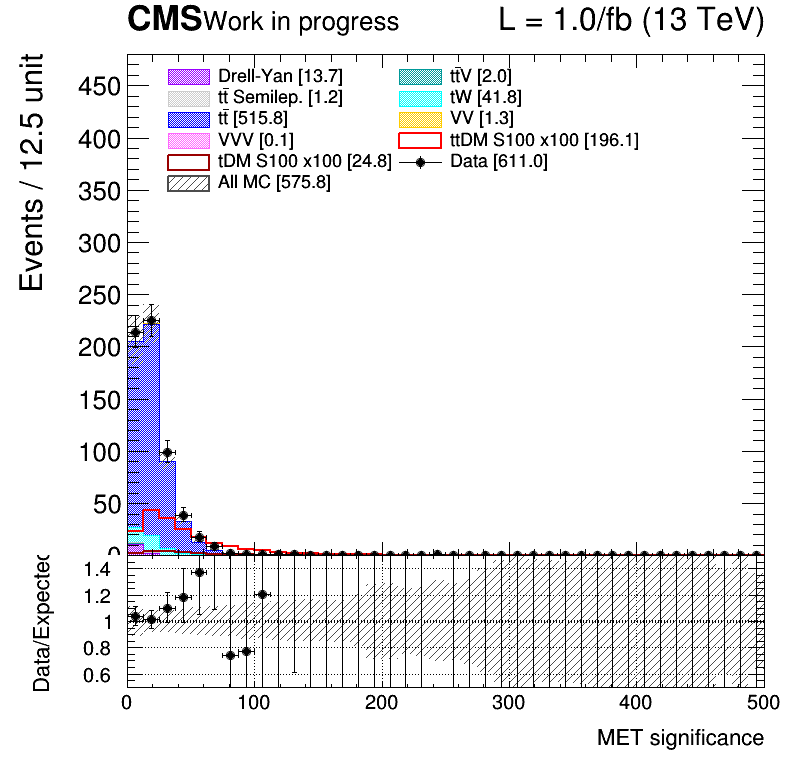 CMS Work in progress L = 1.0/fb (13 TeV)
Events / 12.5 unit
Drell-Yan [13.7] tt̄V [2.0]
tt̄ Semilep. [1.2] tW [41.8]
tt̄ [515.8] VV [1.3]
VVV [0.1] ttDM S100 x100 [196.1]
tDM S100 x100 [24.8] Data [611.0]
All MC [575.8]
450
400
350
300
250
200
150
100
50
0
Data/Expected
1.4
1.2
1
0.8
0.6
0 100 200 300 400 500
MET significance